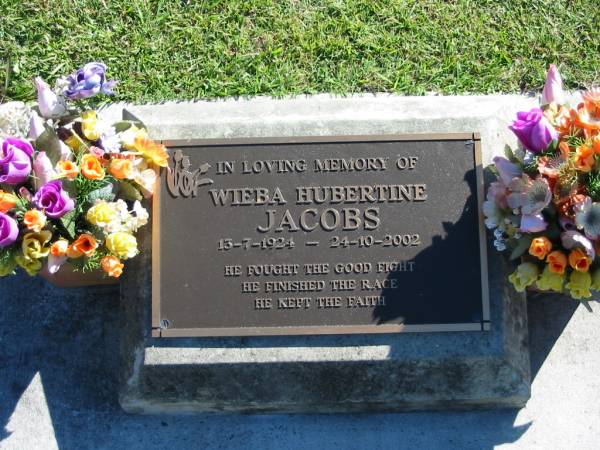 IN LOVING MEMORY OF
WIEBA HUBERTINE
JACOBS
13-7-1924 — 24-10-2002
HE FOUGHT THE GOOD FIGHT
HE FINISHED THE RACE
HE KEPT THE FAITH